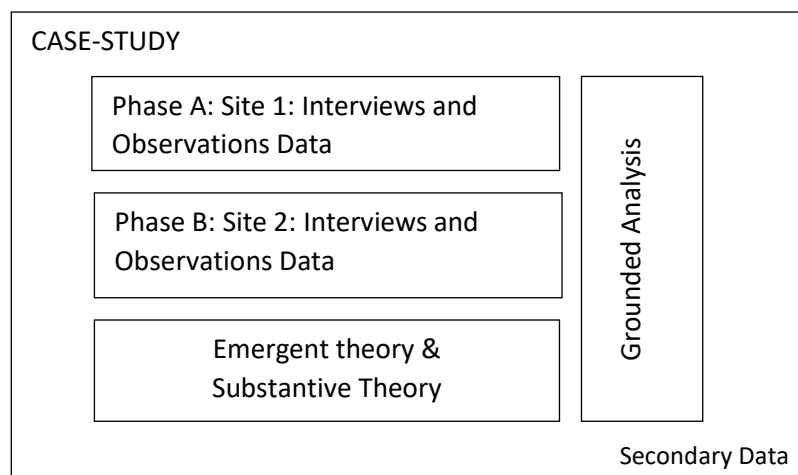 CASE-STUDY
Phase A: Site 1: Interviews and
Observations Data
Phase B: Site 2: Interviews and
Observations Data
Emergent theory &
Substantive Theory
Grounded Analysis
Secondary Data